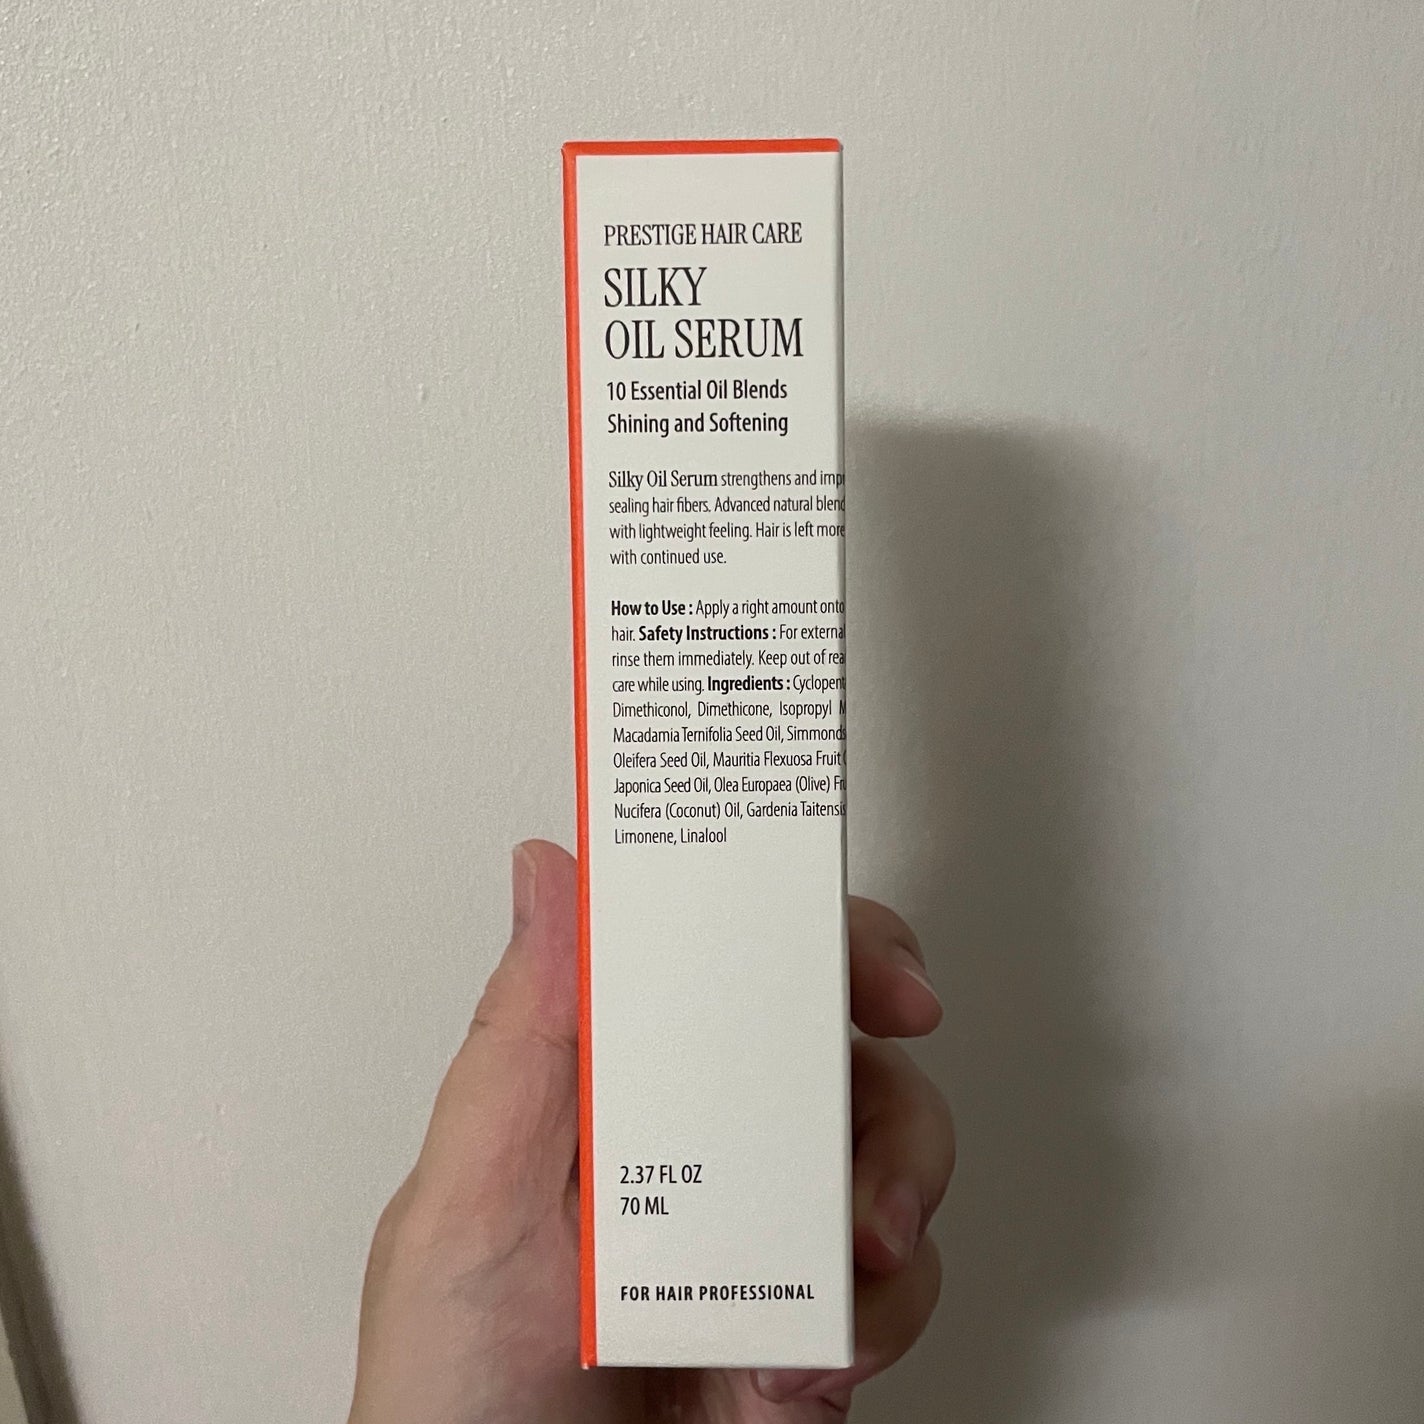 PRESTIGE HAIR CARE
SILKY
OIL SERUM
10 Essential Oil Blends
Shining and Softening
Silky Oil Serum strengthens and
sealing hair fibers. Advanced natural
with lightweight feeling. Hair is left more
with continued use.
How to Use : Apply a right amount onto
hair. Safety Instructions : For
rinse them immediately. Keep out of
care while using. Ingredients :
Dimethiconol, Dimethicone, Isopropyl
Macadamia Ternifolia Seed Oil,
Oleifera Seed Oil, Mauritia Flexuosa Fruit
Japonica Seed Oil, Olea Europaea (Olive)
Nucifera (Coconut) Oil, Gardenia
Limonene, Linalool
2.37 FL OZ
70 ML
FOR HAIR PROFESSIONAL